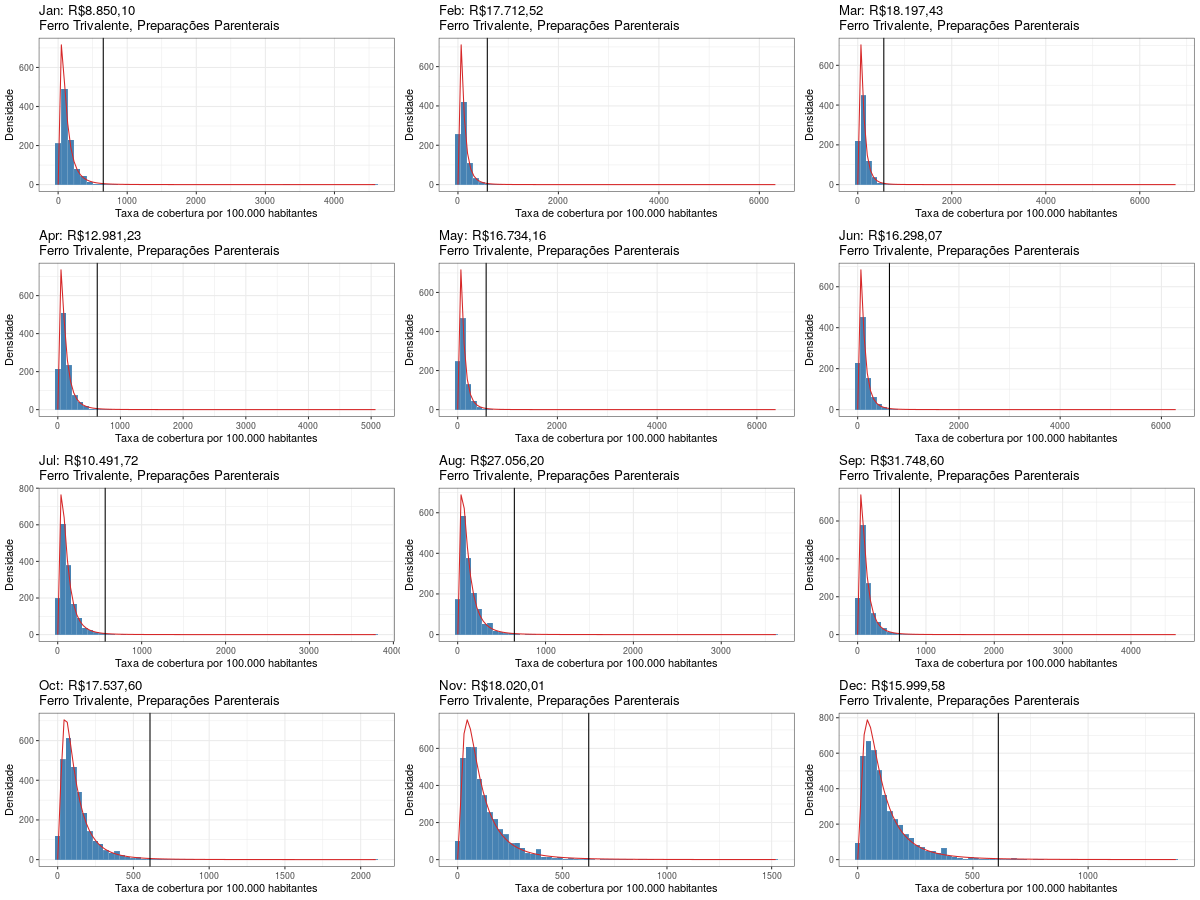 Jan: R$8.850,10
Ferro Trivalente, Preparações Parenterais
Densidade
600
400
200
0
0
1000
2000
3000
4000
Taxa de cobertura por 100.000 habitantes
Feb: R$17.712,52
Ferro Trivalente, Preparações Parenterais
Densidade
600
400
200
0
0
2000
4000
6000
Taxa de cobertura por 100.000 habitantes
Mar: R$18.197,43
Ferro Trivalente, Preparações Parenterais
Densidade
600
400
200
0
0
2000
4000
6000
Taxa de cobertura por 100.000 habitantes
Apr: R$12.981,23
Ferro Trivalente, Preparações Parenterais
Densidade
600
400
200
0
0
1000
2000
3000
4000
5000
Taxa de cobertura por 100.000 habitantes
May: R$16.734,16
Ferro Trivalente, Preparações Parenterais
Densidade
600
400
200
0
0
2000
4000
6000
Taxa de cobertura por 100.000 habitantes
Jun: R$16.298,07
Ferro Trivalente, Preparações Parenterais
Densidade
600
400
200
0
0
2000
4000
6000
Taxa de cobertura por 100.000 habitantes
Jul: R$10.491,72
Ferro Trivalente, Preparações Parenterais
Densidade
800
600
400
200
0
0
1000
2000
3000
400(
Taxa de cobertura por 100.000 habitantes
Aug: R$27.056,20
Ferro Trivalente, Preparações Parenterais
Densidade
600
400
200
0
0
1000
2000
3000
Taxa de cobertura por 100.000 habitantes
Sep: R$31.748,60
Ferro Trivalente, Preparações Parenterais
Densidade
600
400
200
0
0
1000
2000
3000
4000
Taxa de cobertura por 100.000 habitantes
Oct: R$17.537,60
Ferro Trivalente, Preparações Parenterais
Densidade
600
400
200
0
0
500
1000
1500
2000
Taxa de cobertura por 100.000 habitantes
Nov: R$18.020,01
Ferro Trivalente, Preparações Parenterais
Densidade
600
400
200
0
0
500
1000
1500
Taxa de cobertura por 100.000 habitantes
Dec: R$15.999,58
Ferro Trivalente, Preparações Parenterais
Densidade
800
600
400
200
0
0
500
1000
Taxa de cobertura por 100.000 habitantes